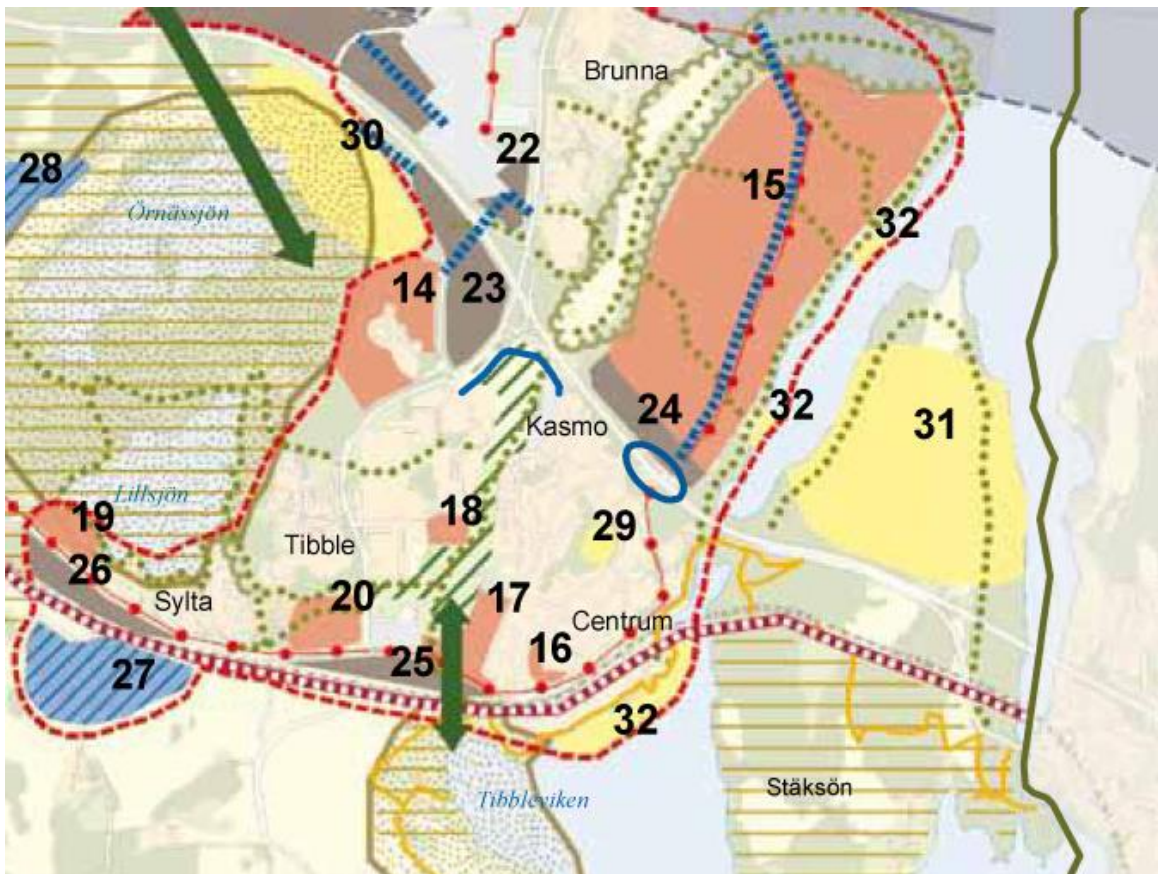 Brunna
30
22
28
15
Örnässjön
32
14
23
24
32
31
Kasmo
Lillsjön
19
18
29
Tibble
26
Sylta
20
17
Centrum
25
16
27
32
Stäksön
Tibbleviken